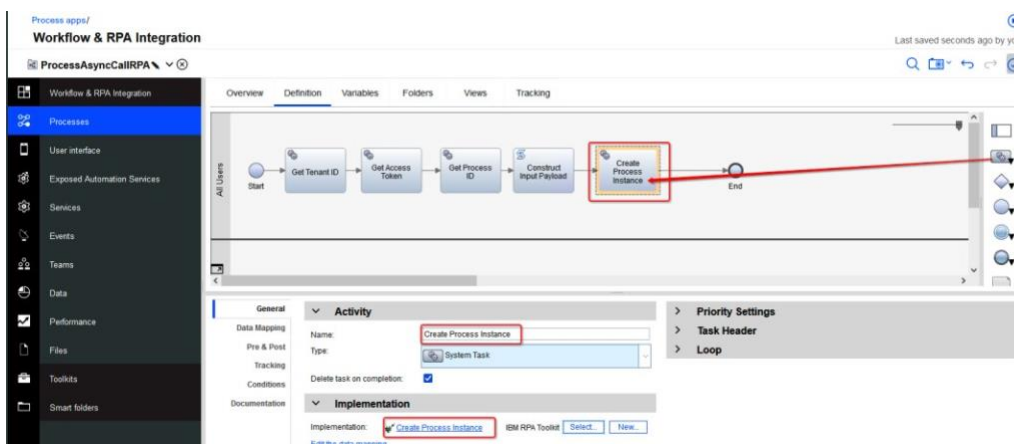 Process apps/
Workflow & RPA Integration
Last saved seconds ago by yo
ProcessAsyncCallRPA
Workflow & RPA Integration
Processes
User interface
Exposed Automation Services
Services
Events
Teams
Data
Performance
Files
Toolkits
Smart folders
Overview Definition Variables Folders Views Tracking
All Users
Start
Get Tenant ID
Get Access
Token
Get Process
ID
Construct
Input Payload
Create
Process
Instance
End
General
Data Mapping
Pre & Post
Tracking
Conditions
Documentation
Activity
Name: Create Process Instance
Type: System Task
Delete task on completion:
Implementation
Implementation: Create Process Instance IBM RPA Toolkit Select... New...
Edit the data mapping
Priority Settings
Task Header
Loop